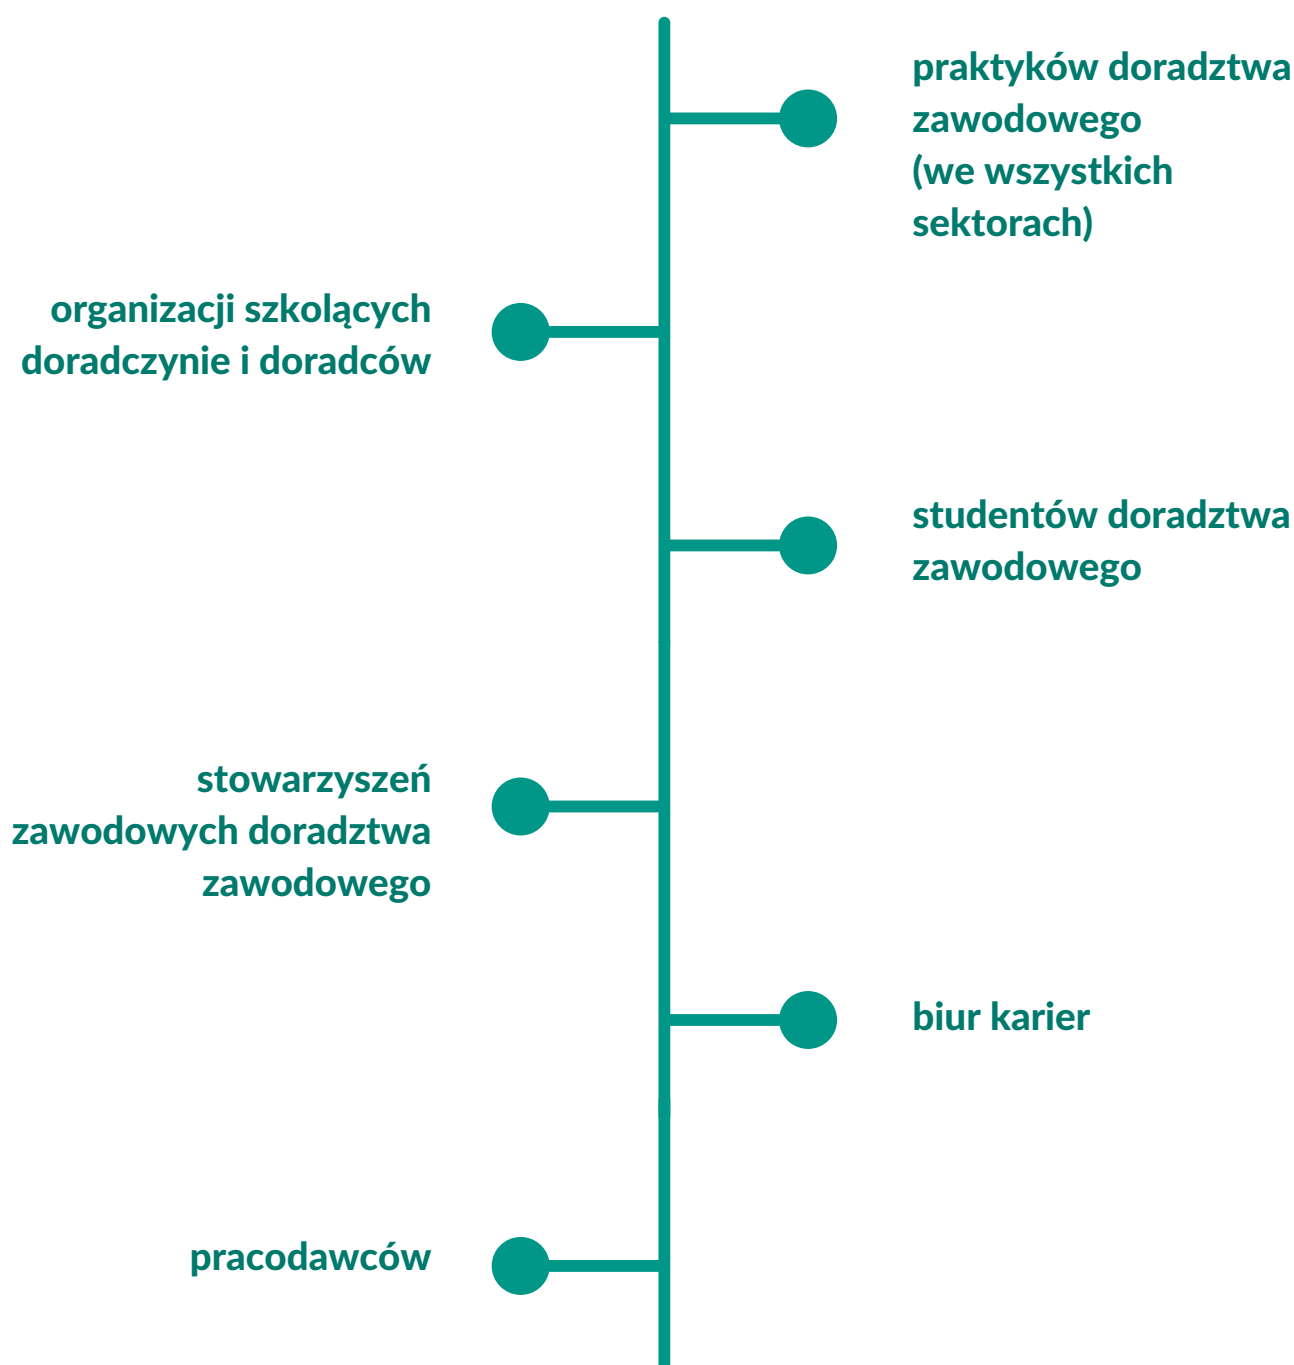 praktyków doradztwa
zawodowego
(we wszystkich
sektorach)
organizacji szkolących
doradczynie i doradców
studentów doradztwa
zawodowego
stowarzyszeń
zawodowych doradztwa
zawodowego
biur karier
pracodawców